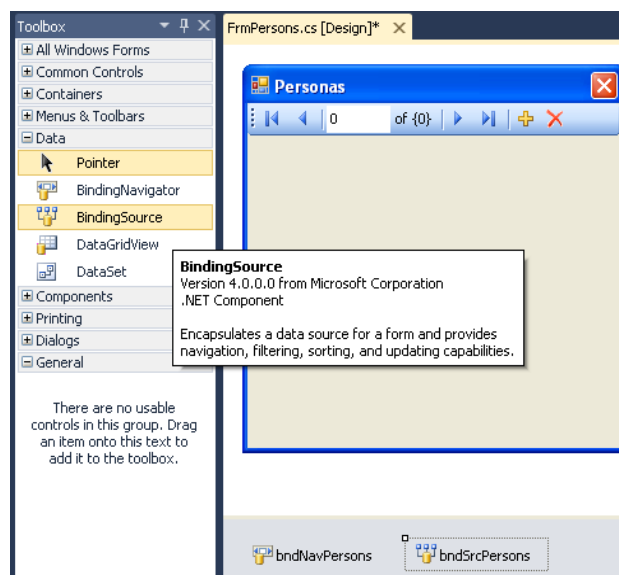 Toolbox
FrmPersons.cs [Design]*
All Windows Forms
Common Controls
Containers
Menus & Toolbars
Data
Pointer
BindingNavigator
BindingSource
DataGridView
DataSet
Components
Printing
Dialogs
General
There are no usable
controls in this group. Drag
an item onto this text to
add it to the toolbox.
Personas
0 of {0}
BindingSource
Version 4.0.0.0 from Microsoft Corporation
.NET Component
Encapsulates a data source for a form and provides
navigation, filtering, sorting, and updating capabilities.
bndNavPersons
bndSrcPersons